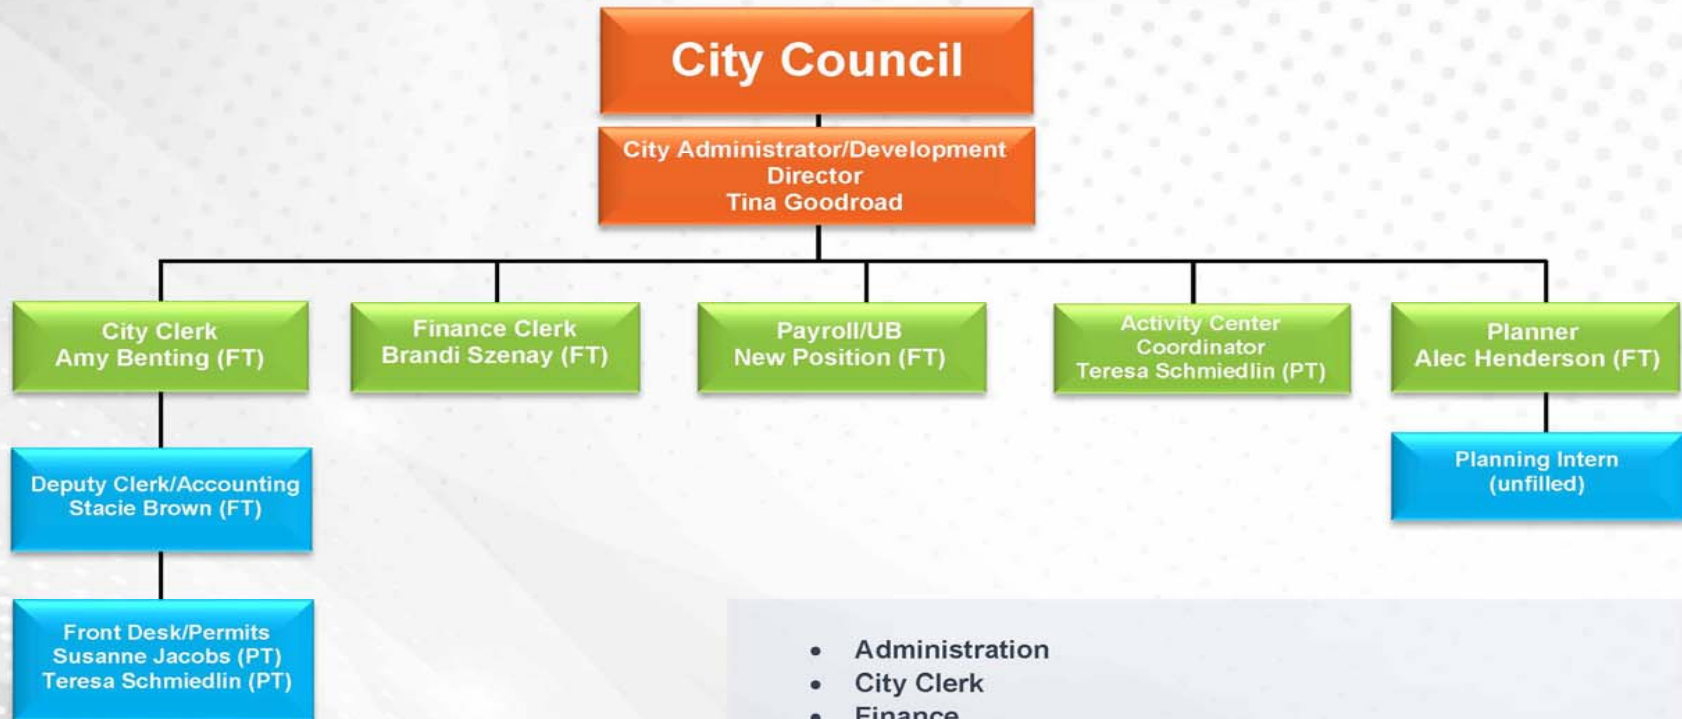 City Council
City Administrator/Development
Director
Tina Goodroad
City Clerk
Amy Benting (FT)
Finance Clerk
Brandi Szenay (FT)
Payroll/UB
New Position (FT)
Activity Center
Coordinator
Teresa Schmiedlin (PT)
Planner
Alec Henderson (FT)
Deputy Clerk/Accounting
Stacie Brown (FT)
Planning Intern
(unfilled)
Front Desk/Permits
Susanne Jacobs (PT)
Teresa Schmiedlin (PT)
• Administration
• City Clerk
• Finance